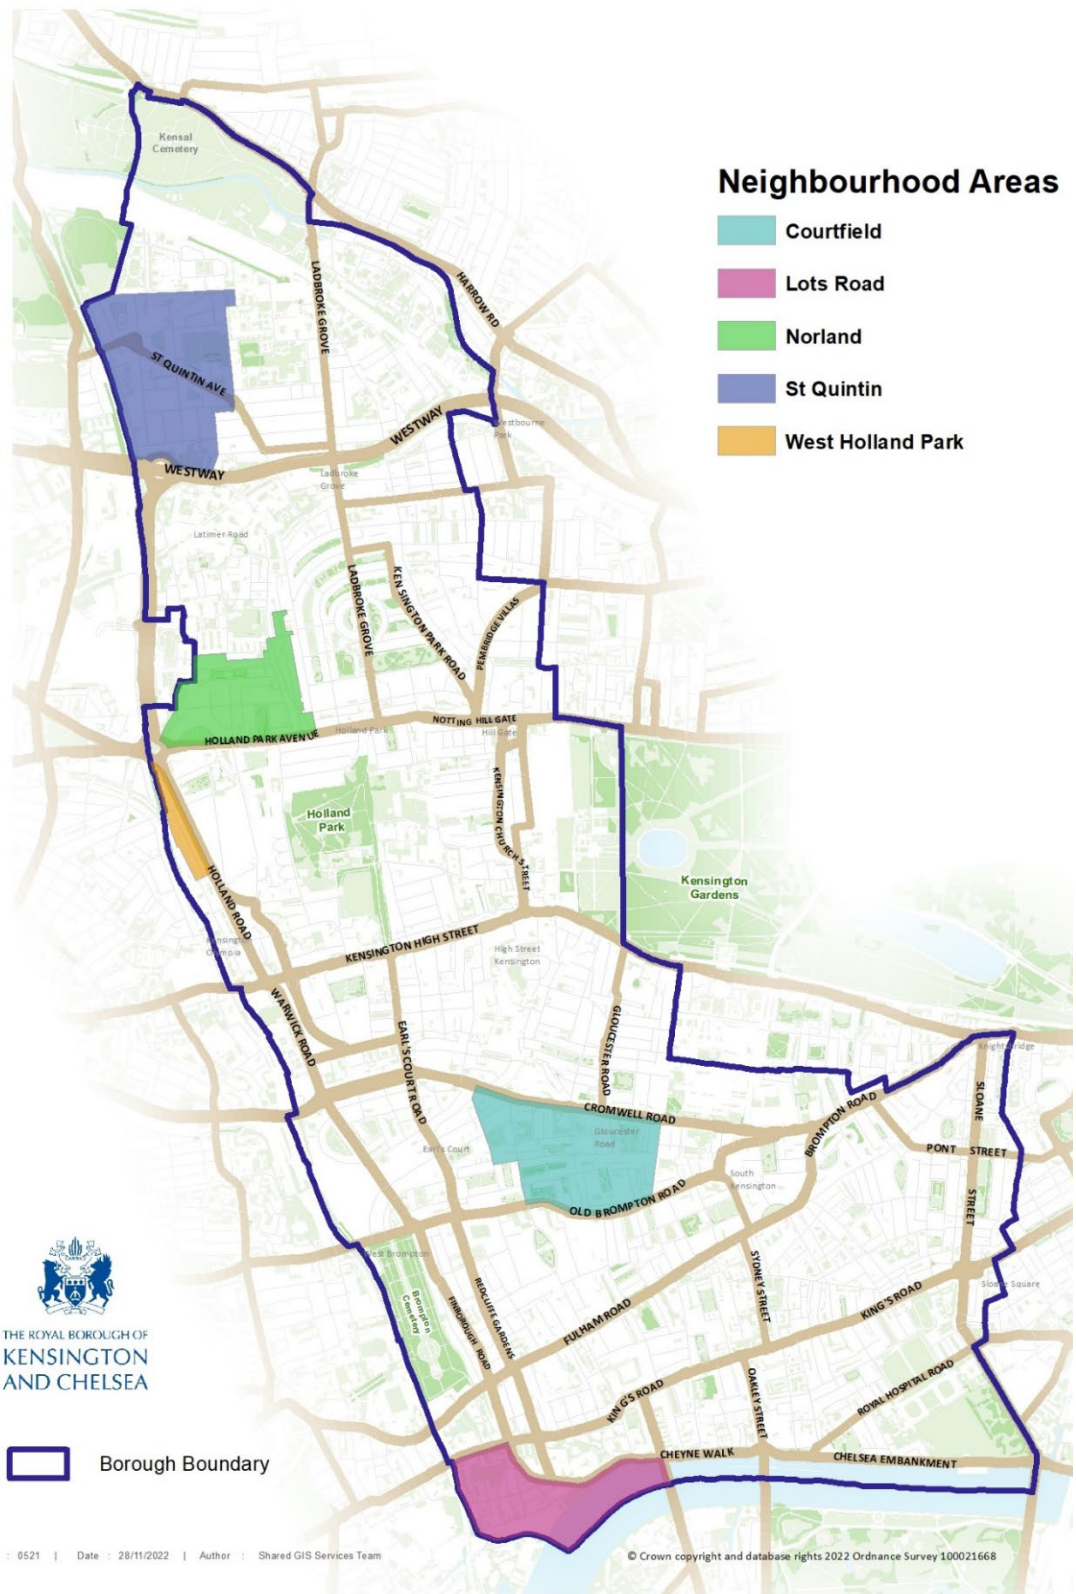 Kensal
Cemetery
Neighbourhood Areas
Courtfield
Lots Road
Norland
St Quintin
West Holland Park
HARROW RD
LADBROKE GROVE
ST QUINTIN AVE
WESTWAY
Westbourne
Park
WESTWAY
Ladbroke
Grove
Latimer Road
LADBROKE GROVE
KENSINGTON PARK ROAD
PEMBRIDGE VILLAS
NOTTING HILL GATE
Hill Gate
Holland Park
HOLLAND PARK AVENUE
KENSINGTON CHURCH STREET
Holland
Park
Kensington
Gardens
HOLLAND ROAD
Kensington
Olympia
KENSINGTON HIGH STREET
High Street
Kensington
WARWICK ROAD
EARL'S COURT ROAD
GLOUCESTER ROAD
Knightsbridge
SLOANE
STREET
CROMWELL ROAD
BROMPTON ROAD
PONT STREET
Gloucester
Road
Earl's Court
South
Kensington
OLD BROMPTON ROAD
West Brompton
Brompton
Cemetery
FINBOROUGH ROAD
REDCLIFFE GARDENS
FULHAM ROAD
SYDNEY STREET
KING'S ROAD
Sloane Square
THE ROYAL BOROUGH OF
KENSINGTON
AND CHELSEA
KING'S ROAD
OAKLEY STREET
ROYAL HOSPITAL ROAD
CHEYNE WALK
CHELSEA EMBANKMENT
Borough Boundary
: 0521 | Date : 28/11/2022 | Author : Shared GIS Services Team
© Crown copyright and database rights 2022 Ordnance Survey 100021668